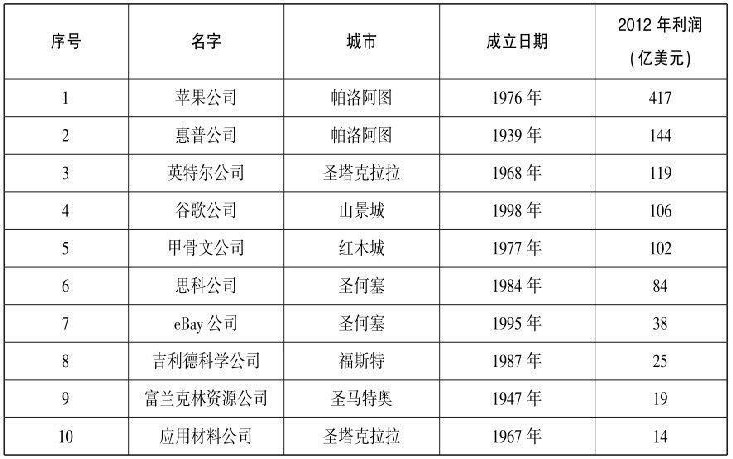 序号 名字 城市 成立日期 2012 年利润
(亿美元)
1 苹果公司 帕洛阿图 1976 年 417
2 惠普公司 帕洛阿图 1939 年 144
3 英特尔公司 圣塔克拉拉 1968 年 119
4 谷歌公司 山景城 1998 年 106
5 甲骨文公司 红木城 1977 年 102
6 思科公司 圣何塞 1984 年 84
7 eBay 公司 圣何塞 1995 年 38
8 吉利德科学公司 福斯特 1987 年 25
9 富兰克林资源公司 圣马特奥 1947 年 19
10 应用材料公司 圣塔克拉拉 1967 年 14